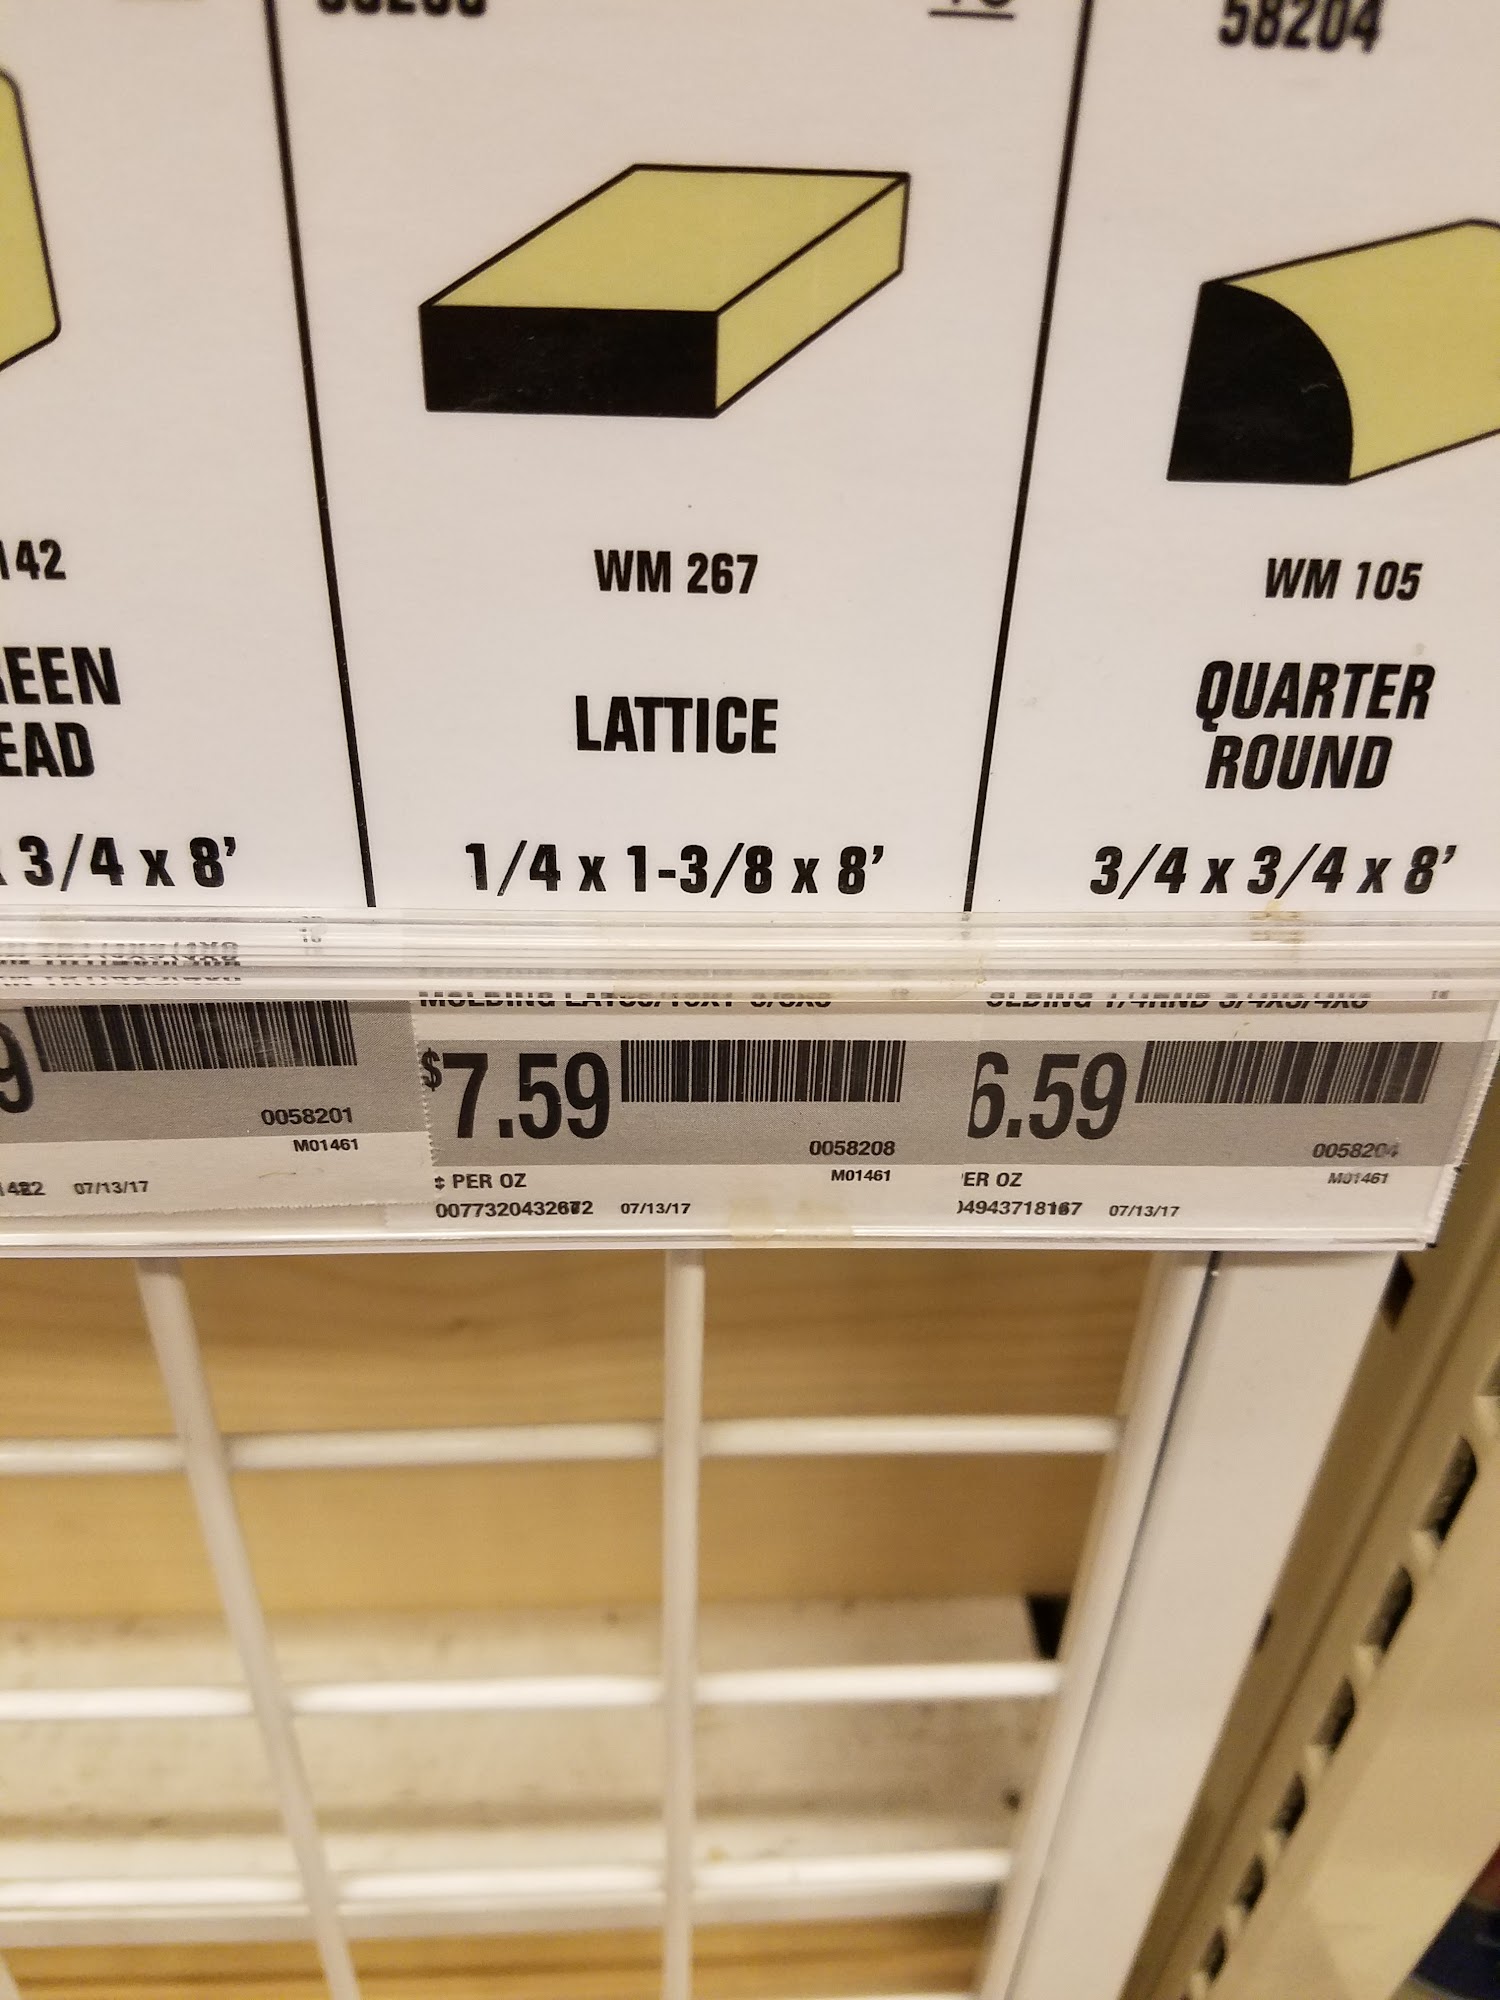 58204
142
WM 267
WM 105
LATTICE
QUARTER
ROUND
3/4 x 8’
1/4 x 1-3/8 x 8’
3/4 x 3/4 x 8’
9
0058201
M01461
07/13/17
$7.59
0058208
M01461
$ PER OZ
07/13/17
6.59
0058204
M01461
ER OZ
07/13/17